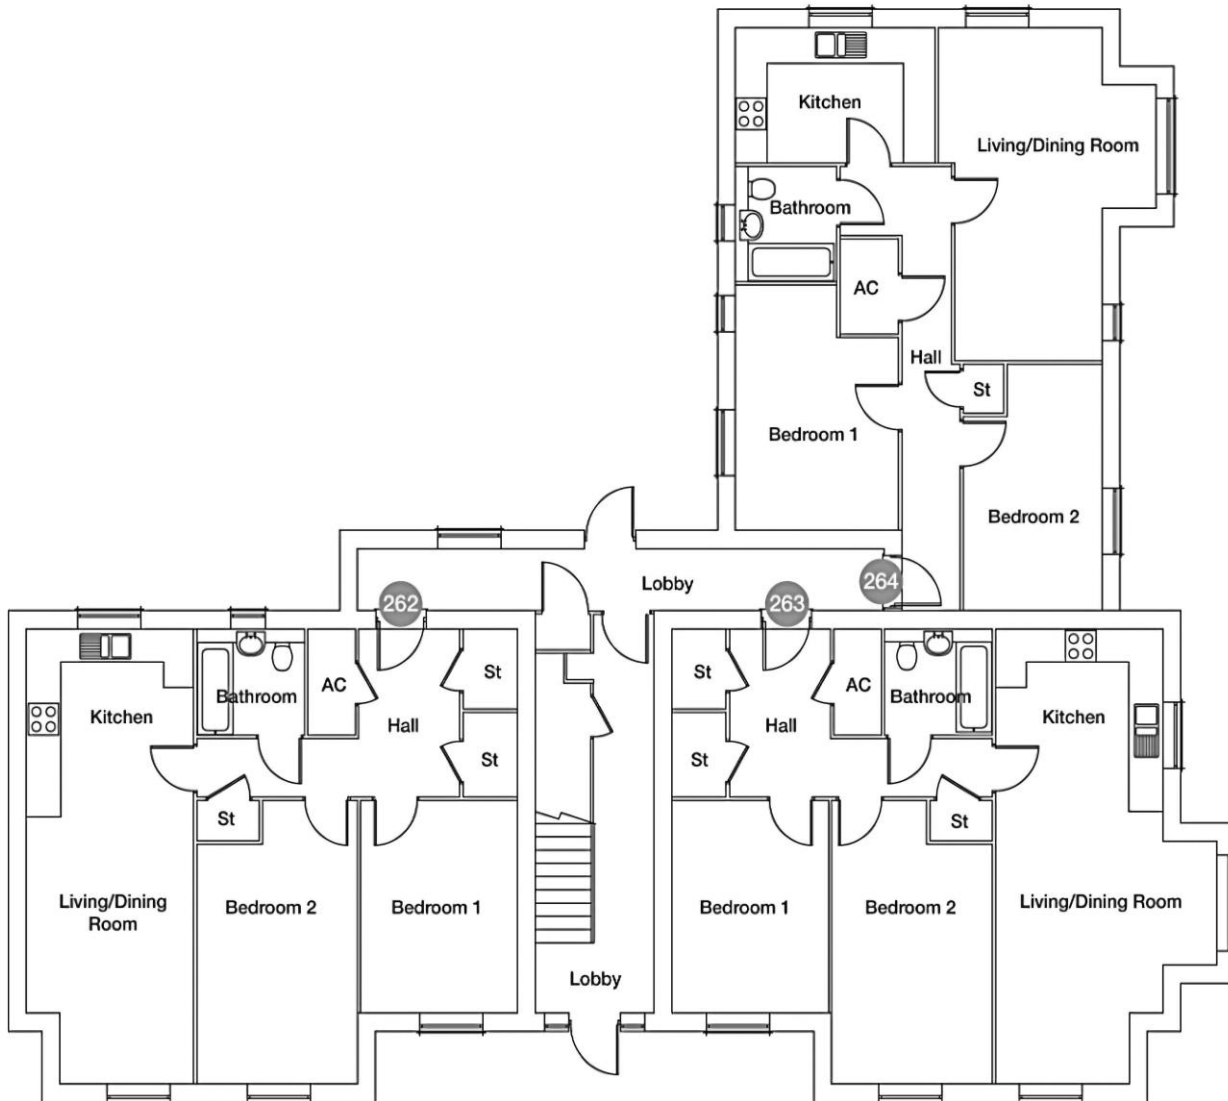 Kitchen
Living/Dining Room
Bathroom
AC
Hall
St
Bedroom 1
Bedroom 2
Lobby
262
263
264
St
AC
Bathroom
Kitchen
Hall
St
St
Living/Dining
Room
Bedroom 2
Bedroom 1
Lobby
St
AC
Bathroom
Kitchen
Hall
St
St
Bedroom 1
Bedroom 2
Living/Dining Room